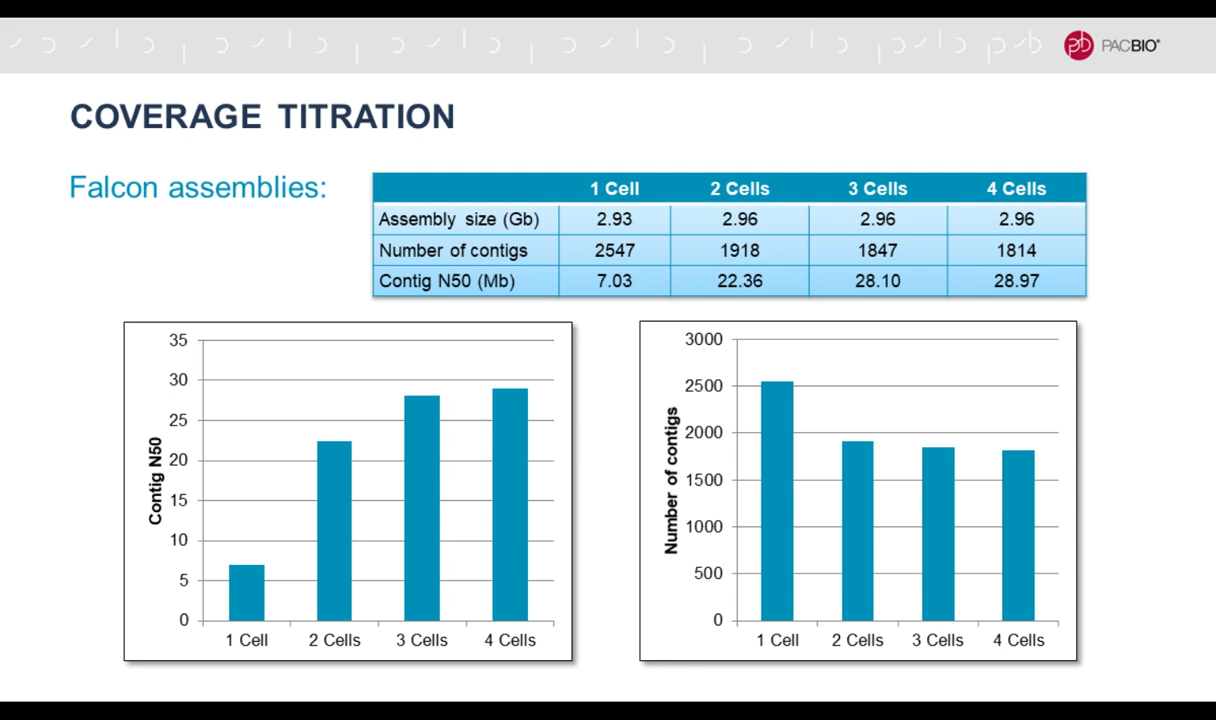 PACBIO®
COVERAGE TITRATION
Falcon assemblies:
1 Cell 2 Cells 3 Cells 4 Cells
Assembly size (Gb) 2.93 2.96 2.96 2.96
Number of contigs 2547 1918 1847 1814
Contig N50 (Mb) 7.03 22.36 28.10 28.97
Contig N50
35
30
25
20
15
10
5
0
1 Cell 2 Cells 3 Cells 4 Cells
Number of contigs
3000
2500
2000
1500
1000
500
0
1 Cell 2 Cells 3 Cells 4 Cells